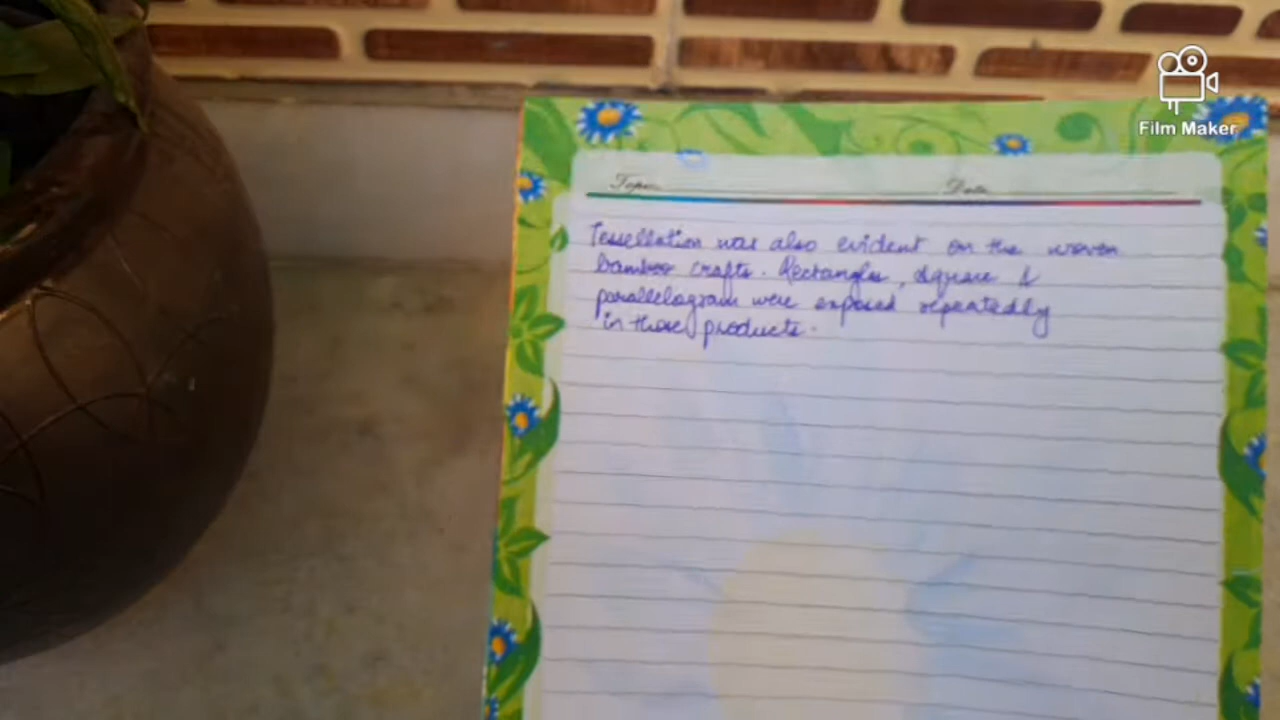 Film Maker
Topic Date
Tessellation was also evident on the woven
bamboo crafts. Rectangles, square &
parallelogram were exposed repeatedly
in those products.